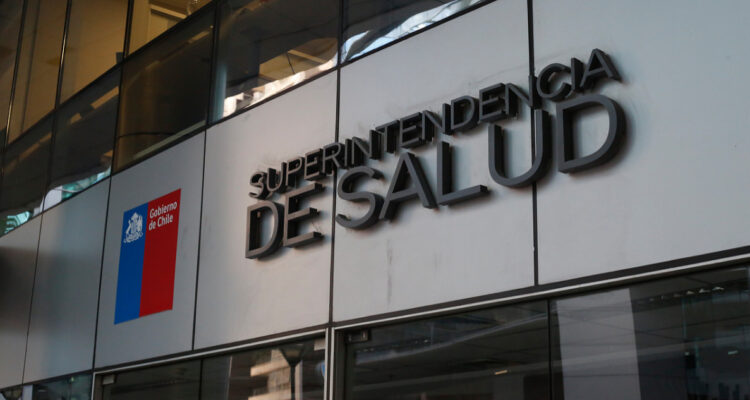 Gobierno
de Chile
SUPERINTENDENCIA
DE SALUD